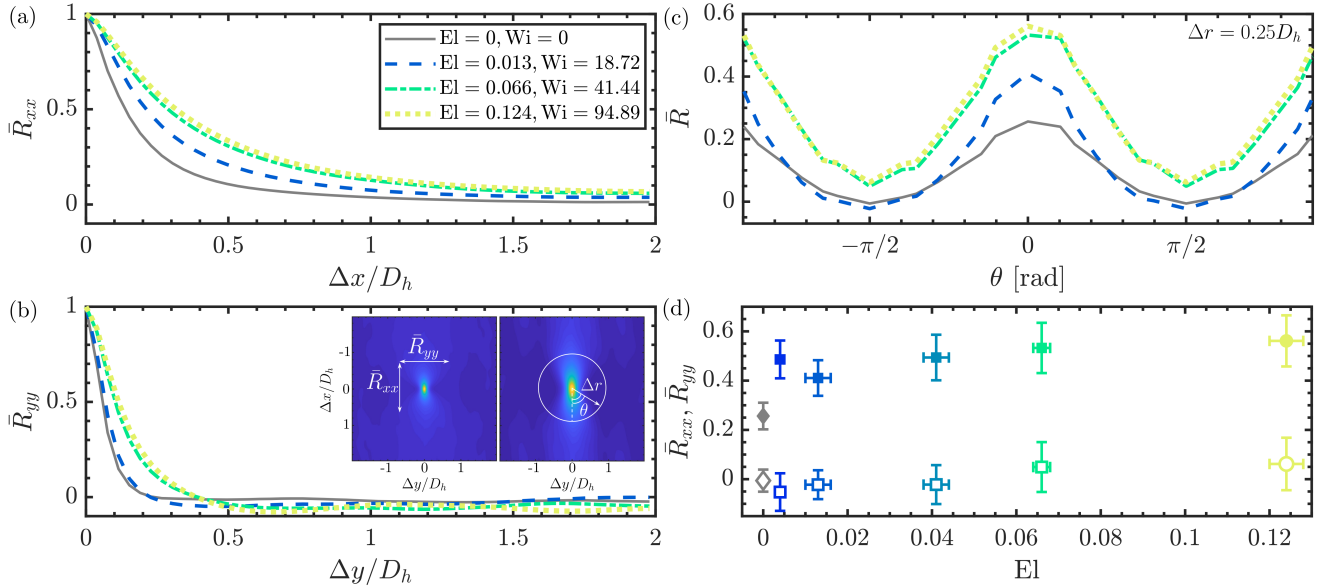 (a)
1
0.5
0
R̄xx
0
0.5
1
1.5
2
Δx/Dh
El = 0, Wi = 0
El = 0.013, Wi = 18.72
El = 0.066, Wi = 41.44
El = 0.124, Wi = 94.89
(c)
0.6
0.4
0.2
0
R̄
Δr = 0.25Dh
−π/2
0
π/2
θ [rad]
(b)
1
0.5
0
R̄yy
0
0.5
1
1.5
2
Δy/Dh
-1
0
1
Δx/Dh
R̄yy
R̄xx
-1
0
1
Δy/Dh
Δr
θ
-1
0
1
Δy/Dh
(d)
0.6
0.4
0.2
0
R̄xx, R̄yy
0
0.02
0.04
0.06
0.08
0.1
0.12
El